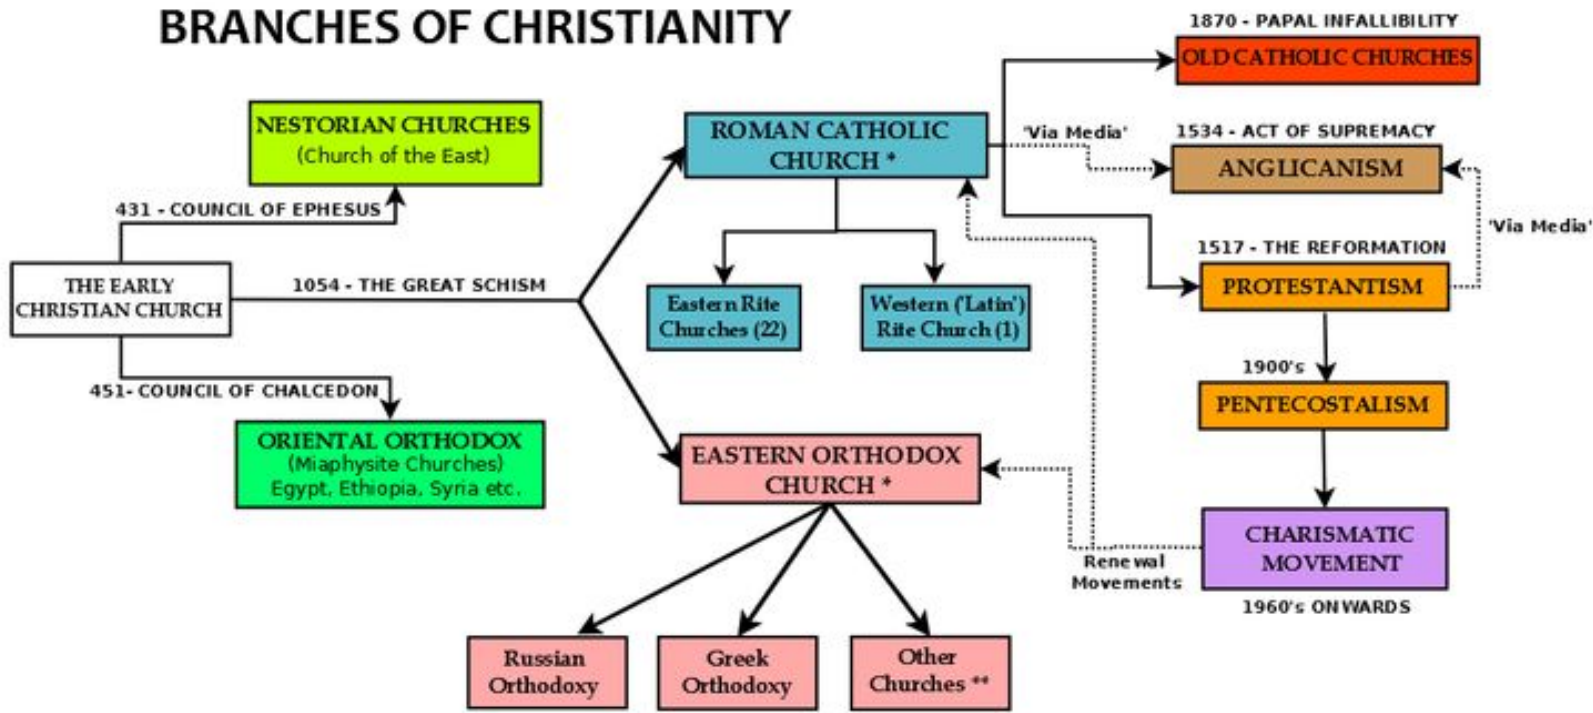 BRANCHES OF CHRISTIANITY
1870 - PAPAL INFALLIBILITY
OLD CATHOLIC CHURCHES
NESTORIAN CHURCHES
(Church of the East)
ROMAN CATHOLIC
CHURCH *
'Via Media'
1534 - ACT OF SUPREMACY
ANGLICANISM
431 - COUNCIL OF EPHESUS
'Via Media'
1517 - THE REFORMATION
PROTESTANTISM
THE EARLY
CHRISTIAN CHURCH
1054 - THE GREAT SCHISM
Eastern Rite
Churches (22)
Western ('Latin')
Rite Church (1)
1900's
PENTECOSTALISM
451- COUNCIL OF CHALCEDON
ORIENTAL ORTHODOX
(Miaphysite Churches)
Egypt, Ethiopia, Syria etc.
EASTERN ORTHODOX
CHURCH *
CHARISMATIC
MOVEMENT
Renewal
Movements
1960's ONWARDS
Russian
Orthodoxy
Greek
Orthodoxy
Other
Churches **